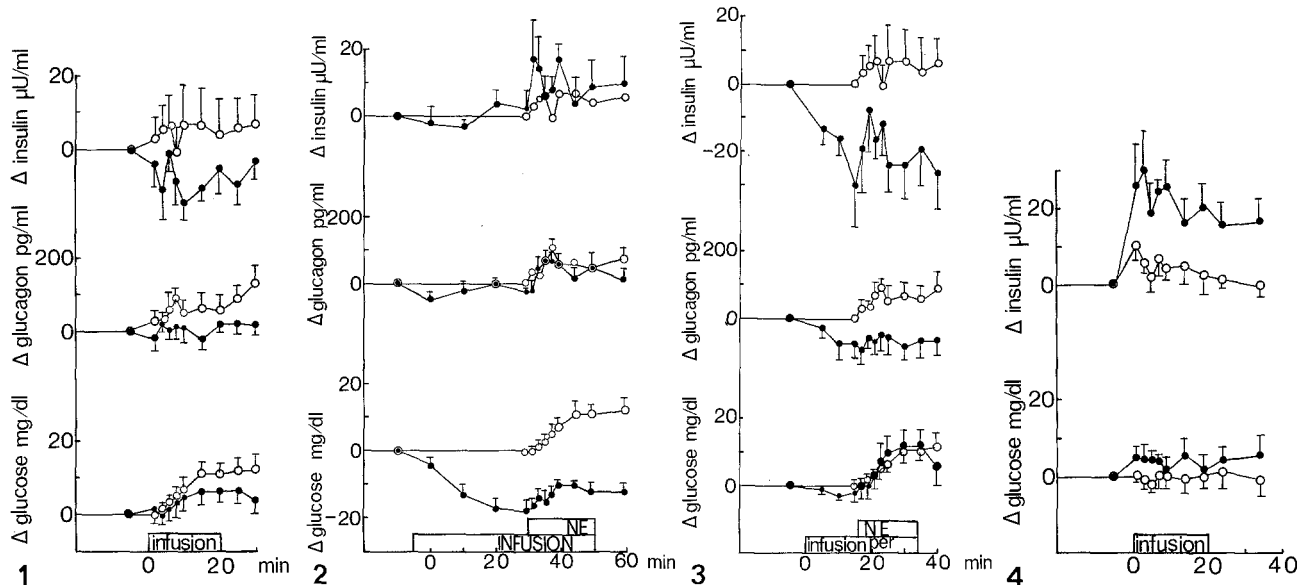 Δ insulin μU/ml
20
0
Δ glucagon pg/ml
200
0
Δ glucose mg/dl
20
0
infusion
0 20 min
1
Δ insulin μU/ml
20
0
Δ glucagon pg/ml
200
0
Δ glucose mg/dl
20
0
-20
NE
INFUSION
0 20 40 60 min
2
Δ insulin μU/ml
20
0
-20
Δ glucagon pg/ml
200
0
Δ glucose mg/dl
20
0
NE
infusion per
0 20 40 min
3
Δ insulin μU/ml
20
0
Δ glucose mg/dl
20
0
infusion
0 20 40
4